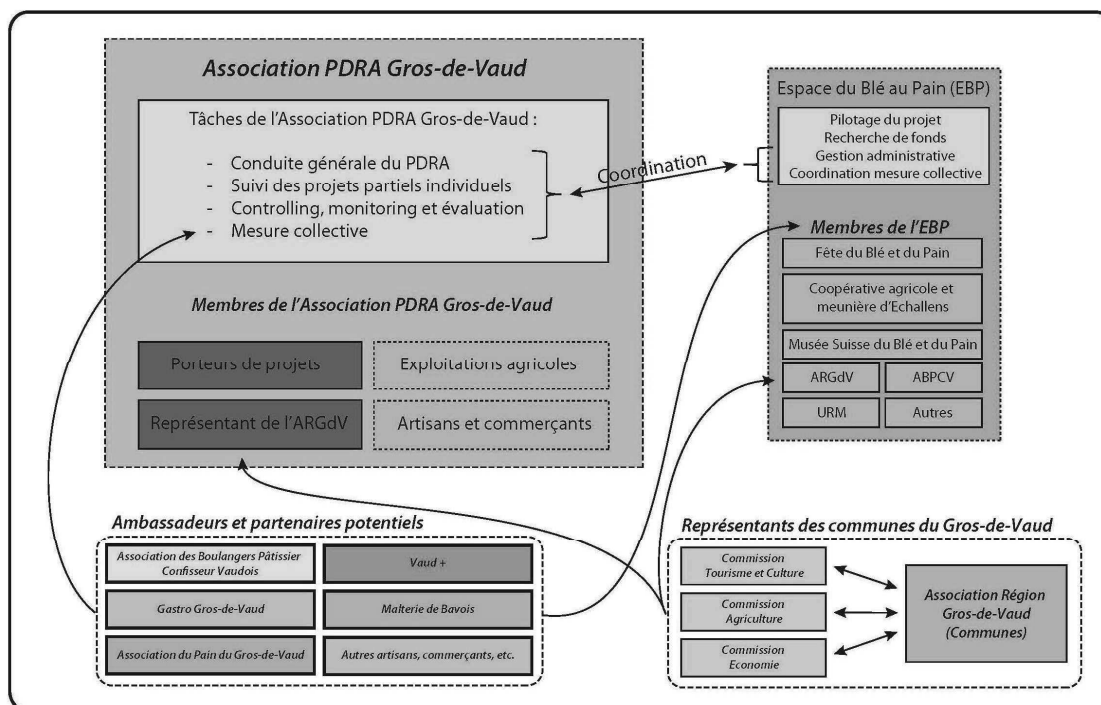 Association PDRA Gros-de-Vaud
Tâches de l'Association PDRA Gros-de-Vaud :
- Conduite générale du PDRA
- Suivi des projets partiels individuels
- Controlling, monitoring et évaluation
- Mesure collective
Coordination
Membres de l'Association PDRA Gros-de-Vaud
Porteurs de projets
Exploitations agricoles
Représentant de l'ARGdV
Artisans et commerçants
Espace du Blé au Pain (EBP)
Pilotage du projet
Recherche de fonds
Gestion administrative
Coordination mesure collective
Membres de l'EBP
Fête du Blé et du Pain
Coopérative agricole et
meunière d'Echallens
Musée Suisse du Blé et du Pain
ARGdV
ABPCV
URM
Autres
Ambassadeurs et partenaires potentiels
Association des Boulangers Pâtissier
Confisseur Vaudois
Vaud +
Gastro Gros-de-Vaud
Malterie de Bavois
Association du Pain du Gros-de-Vaud
Autres artisans, commerçants, etc.
Représentants des communes du Gros-de-Vaud
Commission
Tourisme et Culture
Commission
Agriculture
Commission
Economie
Association Région
Gros-de-Vaud
(Communes)